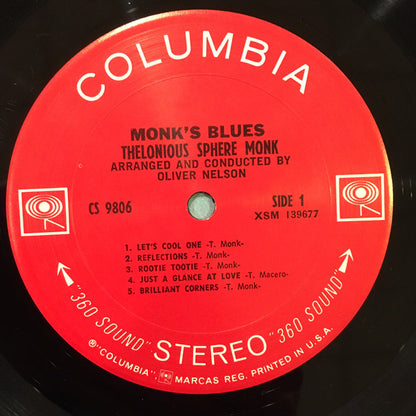 COLUMBIA
MONK'S BLUES
THELONIOUS SPHERE MONK
ARRANGED AND CONDUCTED BY
OLIVER NELSON
CS 9806
SIDE 1
XSM 139677
1. LET'S COOL ONE -T. Monk-
2. REFLECTIONS -T. Monk-
3. ROOTIE TOOTIE -T. Monk-
4. JUST A GLANCE AT LOVE -T. Macero-
5. BRILLIANT CORNERS -T. Monk-
"360 SOUND" STEREO "360 SOUND"
℗"COLUMBIA", MARCAS REG. PRINTED IN U.S.A.